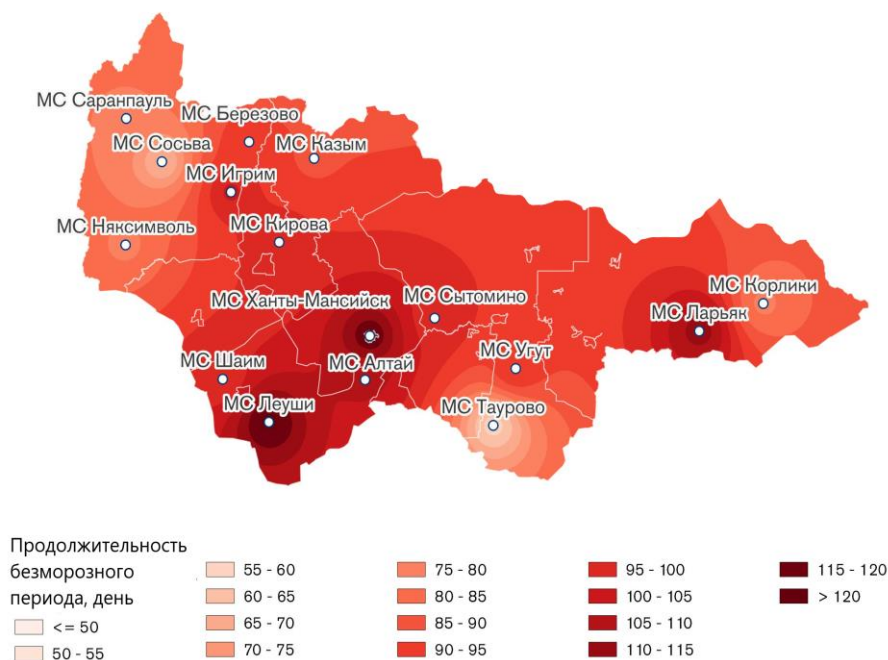 МС Саранпауль
МС Березово
МС Сосьва
МС Казым
МС Игрим
МС Няксимволь
МС Кирова
МС Ханты-Мансийск
МС Сытомино
МС Корлики
МС Ларьяк
МС Шаим
МС Алтай
МС Угут
МС Леуши
МС Таурово
Продолжительность
безморозного
периода, день
<= 50
50 - 55
55 - 60
60 - 65
65 - 70
70 - 75
75 - 80
80 - 85
85 - 90
90 - 95
95 - 100
100 - 105
105 - 110
110 - 115
115 - 120
> 120